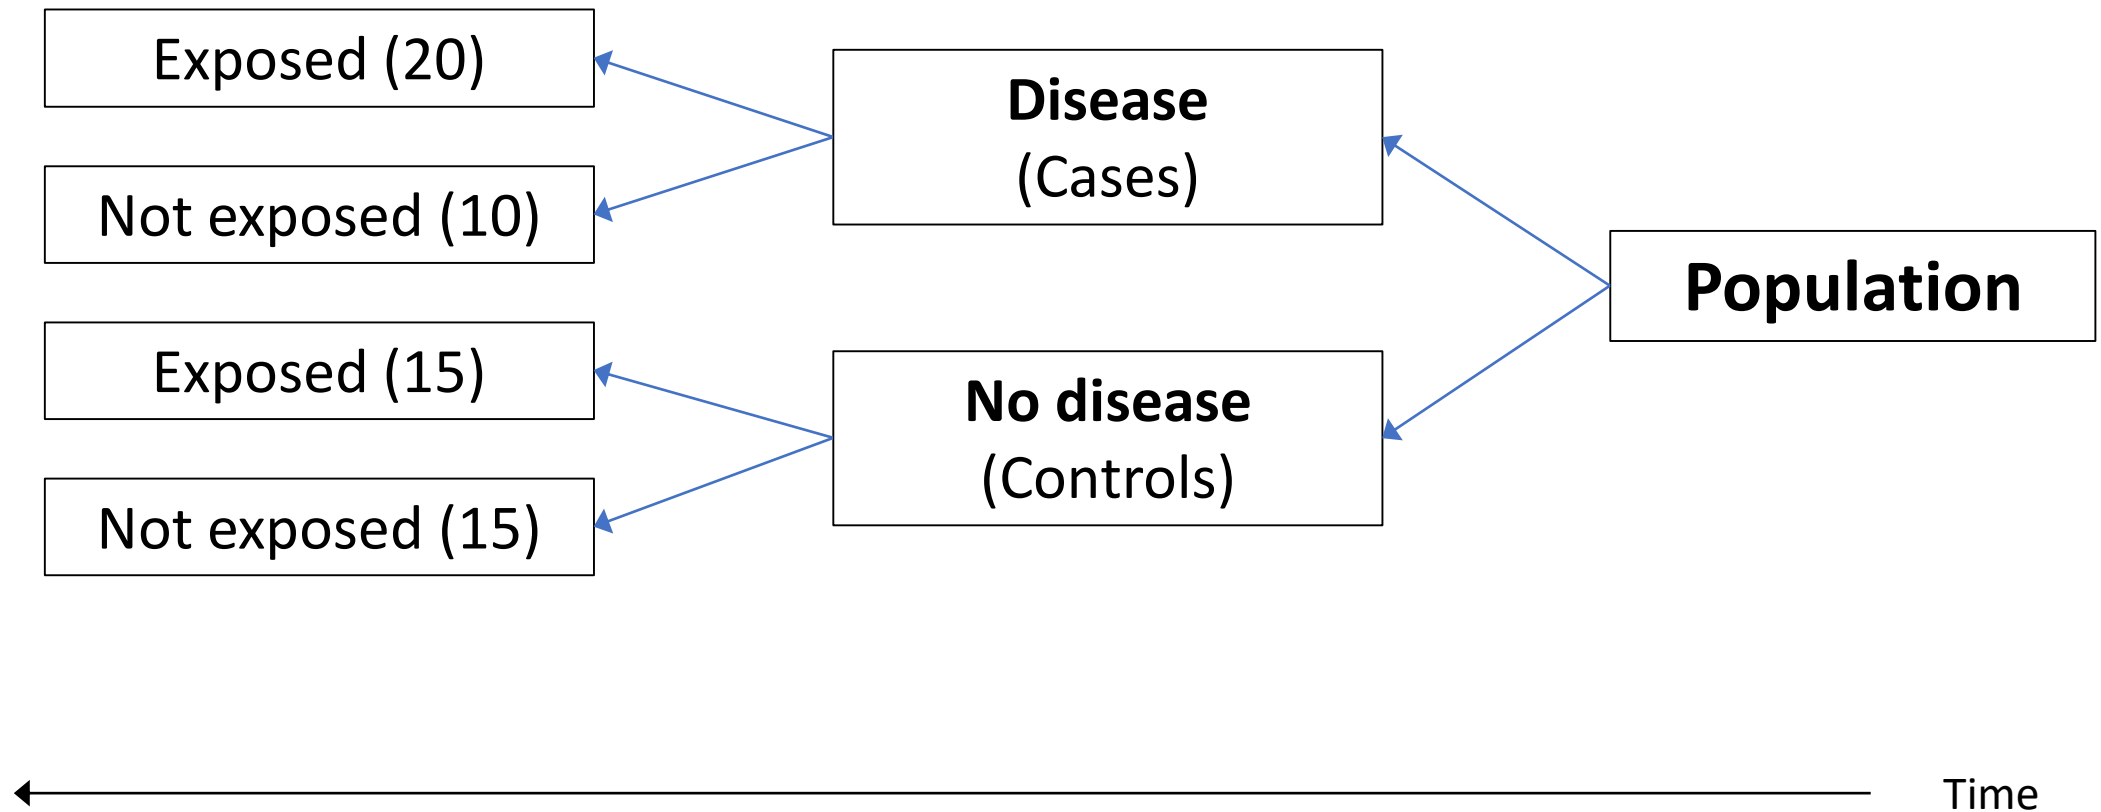 Exposed (20)
Not exposed (10)
Exposed (15)
Not exposed (15)
Disease
(Cases)
No disease
(Controls)
Population
Time